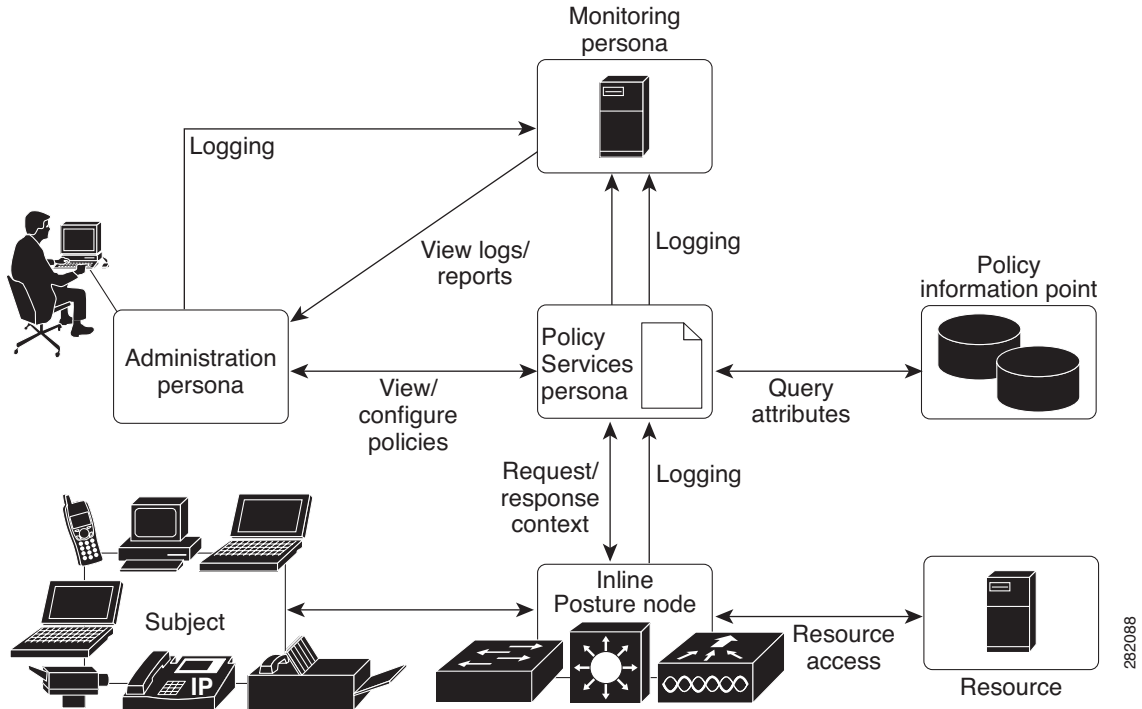 Monitoring
persona
Logging
View logs/
reports
Logging
Policy
information point
Administration
persona
Policy
Services
persona
View/
configure
policies
Query
attributes
Request/
response
context
Logging
Subject
IP
Inline
Posture node
Resource
access
Resource
282088